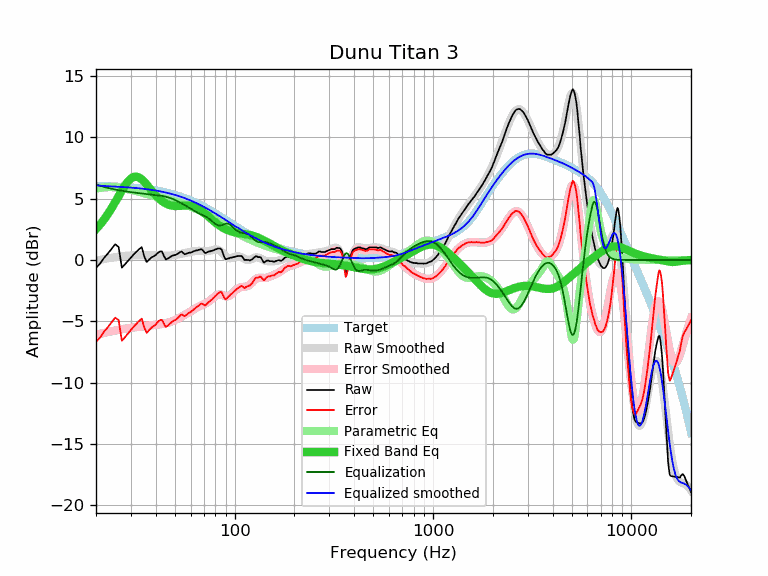 Dunu Titan 3
15
10
5
0
−5
−10
−15
−20
Amplitude (dBr)
Target
Raw Smoothed
Error Smoothed
Raw
Error
Parametric Eq
Fixed Band Eq
Equalization
Equalized smoothed
100
1000
10000
Frequency (Hz)